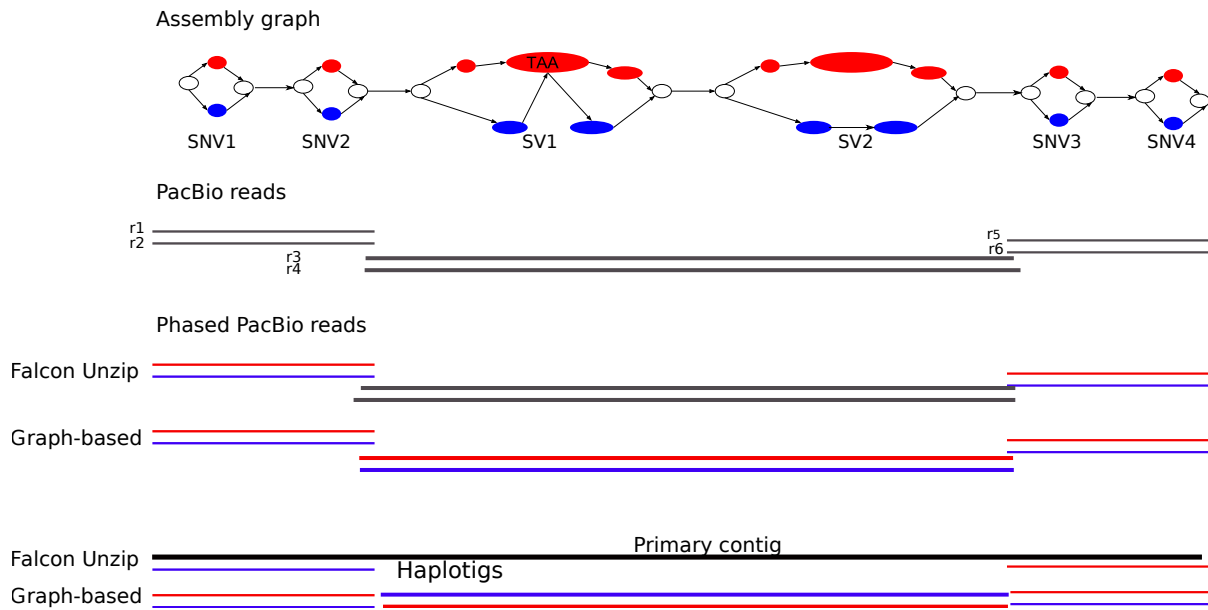 Assembly graph
TAA
SNV1 SNV2 SV1 SV2 SNV3 SNV4
PacBio reads
r1
r2
r3
r4
r5
r6
Phased PacBio reads
Falcon Unzip
Graph-based
Primary contig
Falcon Unzip
Haplotigs
Graph-based